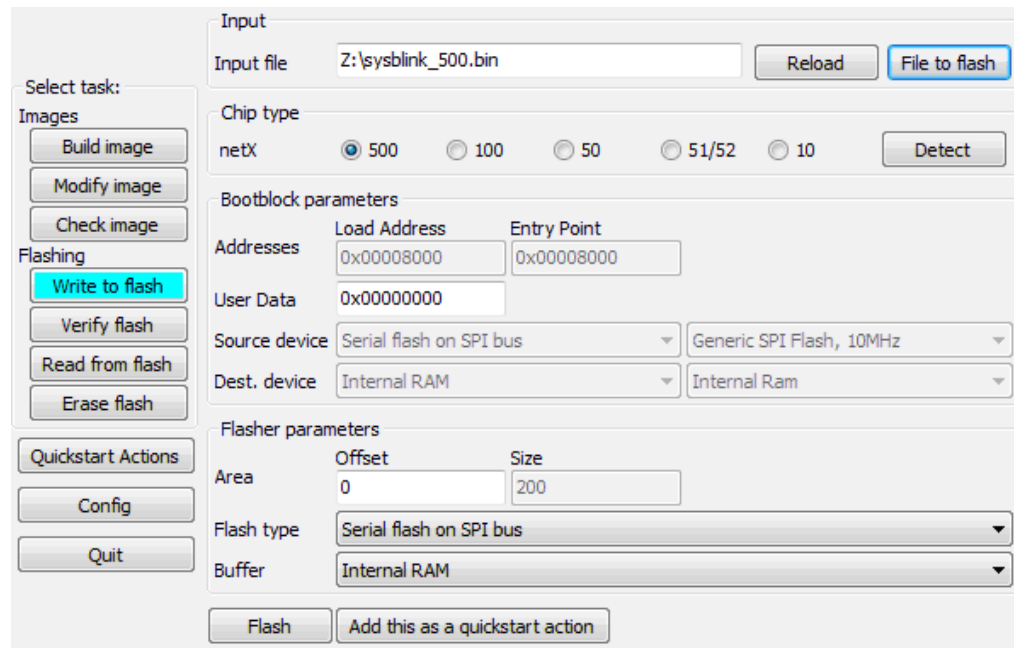 Select task:
Images
Build image
Modify image
Check image
Flashing
Write to flash
Verify flash
Read from flash
Erase flash
Quickstart Actions
Config
Quit
Input
Input file Z:\sysblink_500.bin Reload File to flash
Chip type
netX 500 100 50 51/52 10 Detect
Bootblock parameters
Load Address Entry Point
Addresses 0x00008000 0x00008000
User Data 0x00000000
Source device Serial flash on SPI bus Generic SPI Flash, 10MHz
Dest. device Internal RAM Internal Ram
Flasher parameters
Offset Size
Area 0 200
Flash type Serial flash on SPI bus
Buffer Internal RAM
Flash Add this as a quickstart action